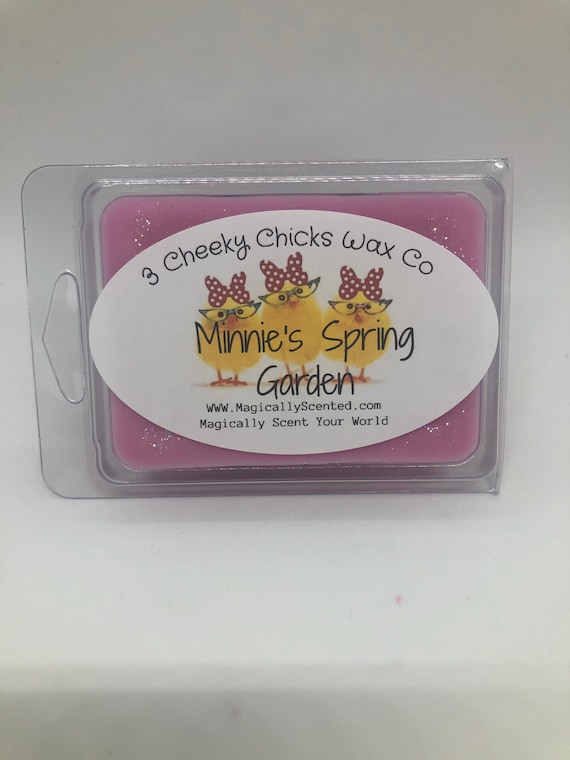 3 Cheeky Chicks Wax Co
Minnie's Spring
Garden
www.MagicallyScented.com
Magically Scent Your World